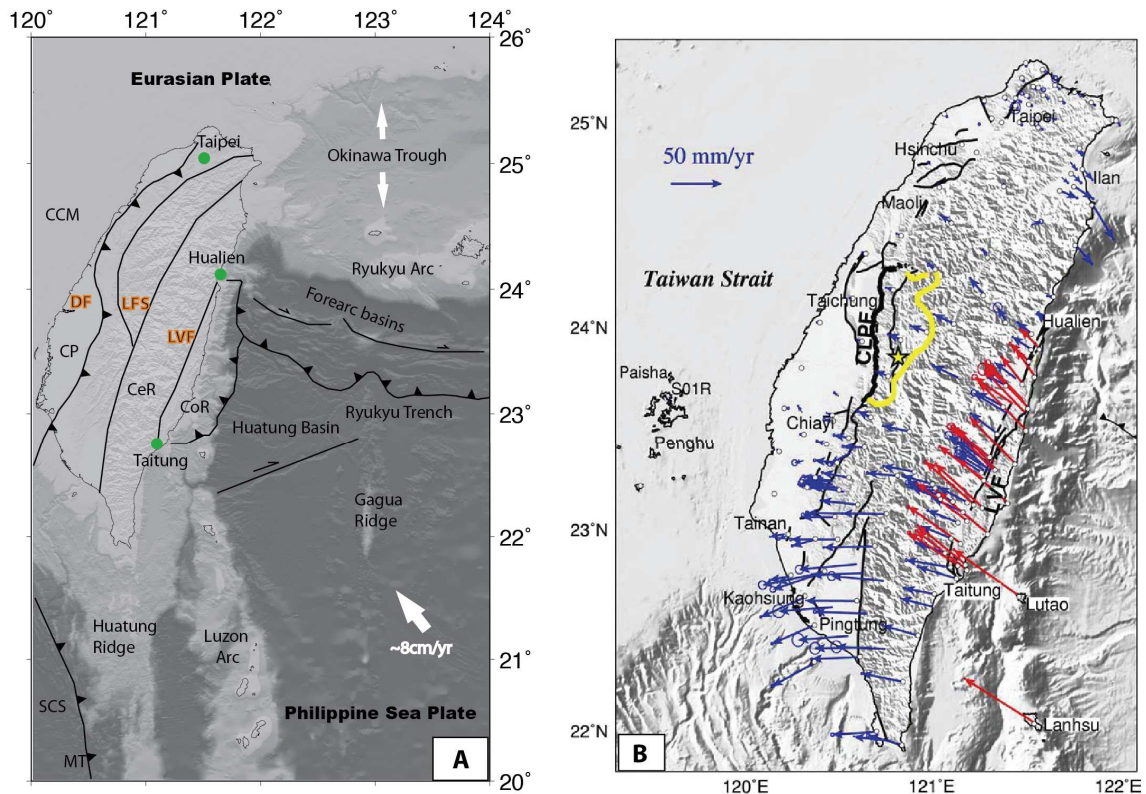 120°
121°
122°
123°
124°
26°
Eurasian Plate
Taipei
Okinawa Trough
25°
CCM
Hualien
Ryukyu Arc
DF
LFS
24°
Forearc basins
LVF
CP
CeR
CoR
Ryukyu Trench
23°
Huatung Basin
Taitung
Gagua
Ridge
22°
Huatung
Ridge
Luzon
Arc
~8cm/yr
21°
SCS
Philippine Sea Plate
MT
A
20°
25°N
Taipei
Hsinchu
50 mm/yr
Ilan
Maoli
Taiwan Strait
Taichung
24°N
Hualien
CLPF
Paisha
S01R
Chiayi
Penghu
LVF
Tainan
23°N
Taitung
Kaohsiung
Lutao
Pingtung
Lanhsu
22°N
B
120°E
121°E
122°E